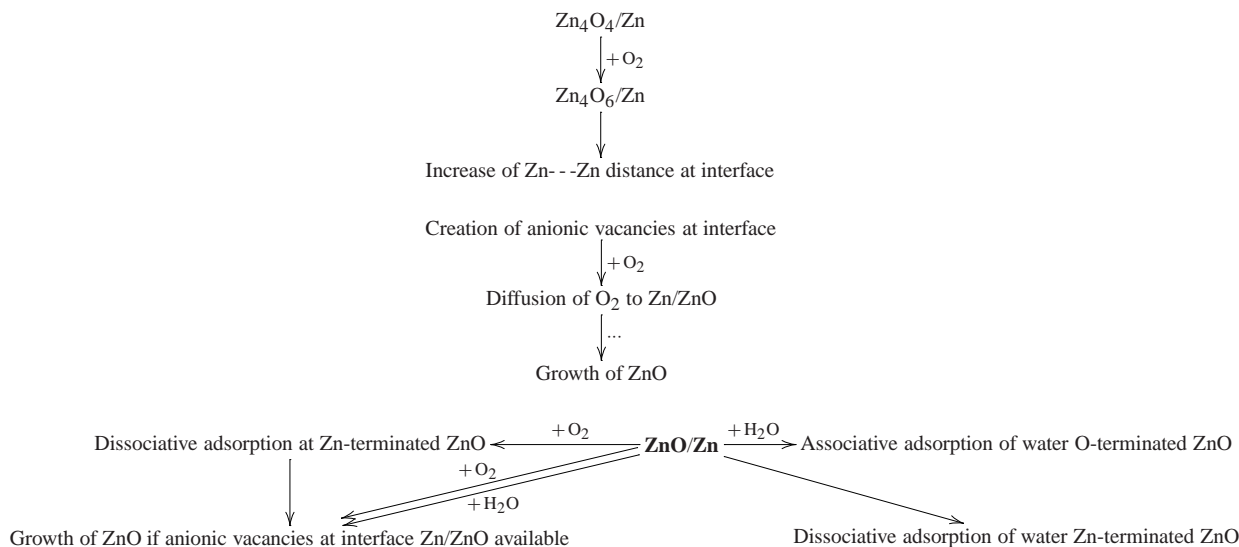 Zn₄O₄/Zn
+O₂
Zn₄O₆/Zn
Increase of Zn- - -Zn distance at interface
Creation of anionic vacancies at interface
+O₂
Diffusion of O₂ to Zn/ZnO
...
Growth of ZnO
Dissociative adsorption at Zn-terminated ZnO
+O₂
ZnO/Zn
+H₂O
Associative adsorption of water O-terminated ZnO
+O₂
+H₂O
Growth of ZnO if anionic vacancies at interface Zn/ZnO available
Dissociative adsorption of water Zn-terminated ZnO